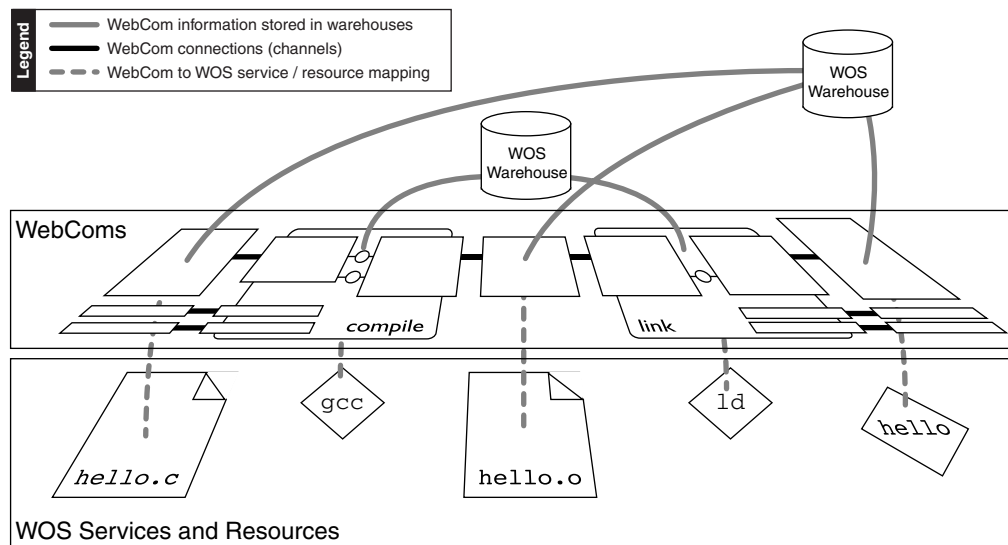 Legend
WebCom information stored in warehouses
WebCom connections (channels)
WebCom to WOS service / resource mapping
WOS
Warehouse
WOS
Warehouse
WebComs
compile
link
gcc
ld
hello
hello.c
hello.o
WOS Services and Resources